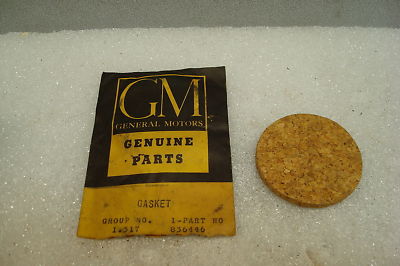 GM
GENERAL MOTORS
GENUINE
PARTS
GASKET
GROUP NO. 1-PART NO
1.517 836446